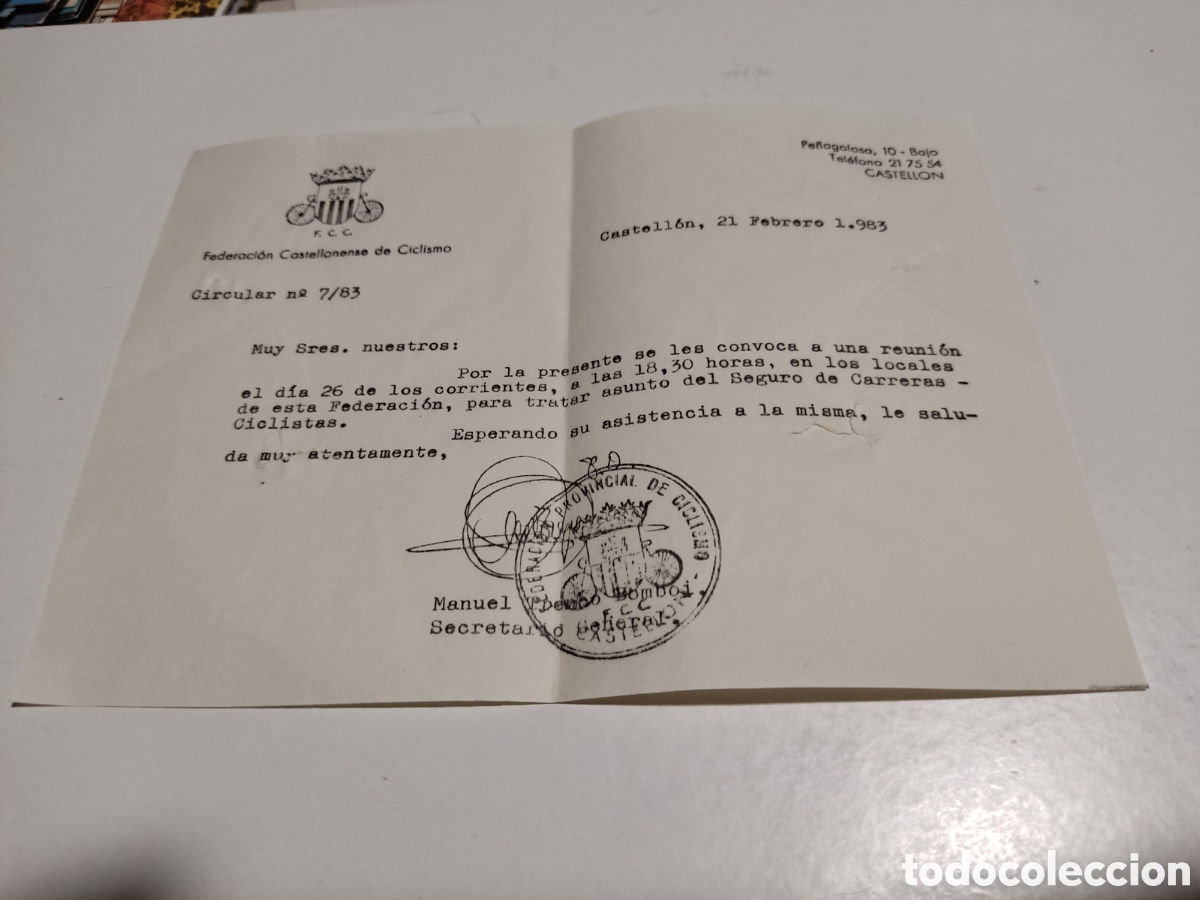 F. C. C.
Federación Castellonense de Ciclismo
Peñagolosa, 10 - Bajo
Teléfono 21 75 54
CASTELLON
Castellón, 21 Febrero 1.983
Circular nº 7/83
Muy Sres. nuestros:
Por la presente se les convoca a una reunión
el día 26 de los corrientes, a las 18,30 horas, en los locales
de esta Federación, para tratar asunto del Seguro de Carreras -
Ciclistas.
Esperando su asistencia a la misma, le salu-
da muy atentamente,
Manuel Bomboi.
Secretario General.
PROVINCIAL DE CICLISMO
F C C
CASTELLON
todocoleccion